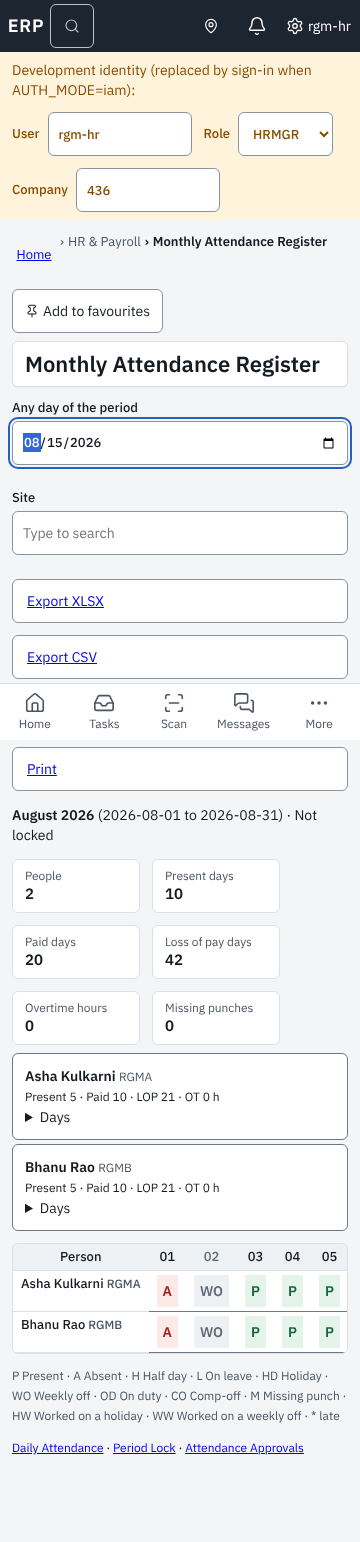 ERP
rgm-hr
Development identity (replaced by sign-in when
AUTH_MODE=iam):
User rgm-hr Role HRMGR
Company 436
Home › HR & Payroll › Monthly Attendance Register
Add to favourites
Monthly Attendance Register
Any day of the period
08/15/2026
Site
Type to search
Export XLSX
Export CSV
Home Tasks Scan Messages More
Print
August 2026 (2026-08-01 to 2026-08-31) · Not
locked
People Present days
2 10
Paid days Loss of pay days
20 42
Overtime hours Missing punches
0 0
Asha Kulkarni RGMA
Present 5 · Paid 10 · LOP 21 · OT 0 h
Days
Bhanu Rao RGMB
Present 5 · Paid 10 · LOP 21 · OT 0 h
Days
Person 01 02 03 04 05
Asha Kulkarni RGMA A WO P P P
Bhanu Rao RGMB A WO P P P
P Present · A Absent · H Half day · L On leave · HD Holiday ·
WO Weekly off · OD On duty · CO Comp-off · M Missing punch ·
HW Worked on a holiday · WW Worked on a weekly off · * late
Daily Attendance · Period Lock · Attendance Approvals